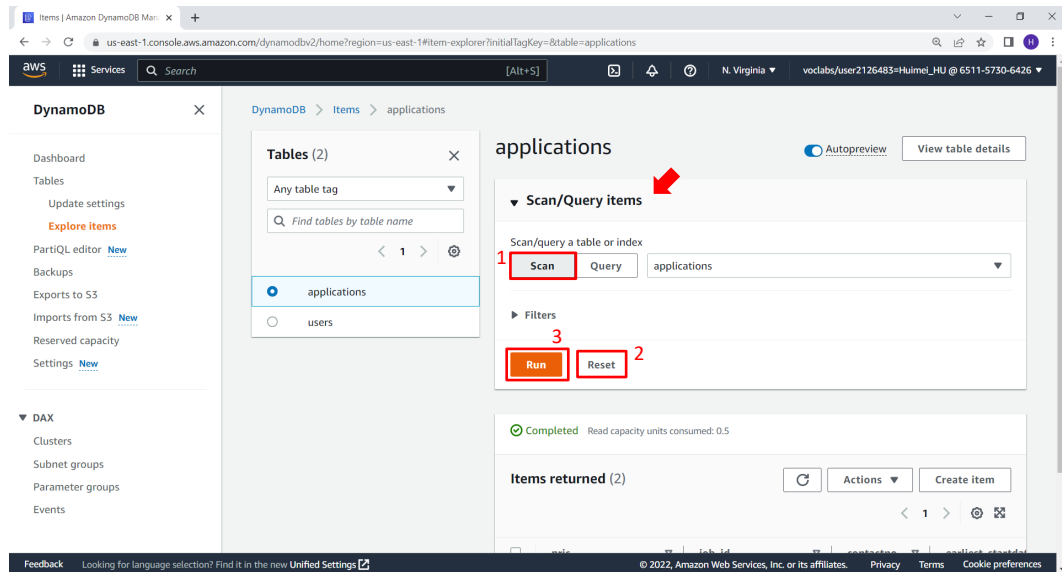 Items | Amazon DynamoDB Man
us-east-1.console.aws.amazon.com/dynamodbv2/home?region=us-east-1#item-explorer?initialTagKey=&table=applications
H
aws Services Search [Alt+S] N. Virginia ▼ voclabs/user2126483=Huimei_HU @ 6511-5730-6426 ▼
DynamoDB
Dashboard
Tables
Update settings
Explore items
PartiQL editor New
Backups
Exports to S3
Imports from S3 New
Reserved capacity
Settings New
▼ DAX
Clusters
Subnet groups
Parameter groups
Events
DynamoDB > Items > applications
Tables (2)
Any table tag
Find tables by table name
< 1 >
applications
users
applications
Autopreview
View table details
▼ Scan/Query items
Scan/query a table or index
1
Scan Query applications
▶ Filters
3
Run Reset 2
Completed Read capacity units consumed: 0.5
Items returned (2)
Actions ▼ Create item
< 1 >
nric job_id contactno earliest_startdat
Feedback Looking for language selection? Find it in the new Unified Settings © 2022, Amazon Web Services, Inc. or its affiliates. Privacy Terms Cookie preferences